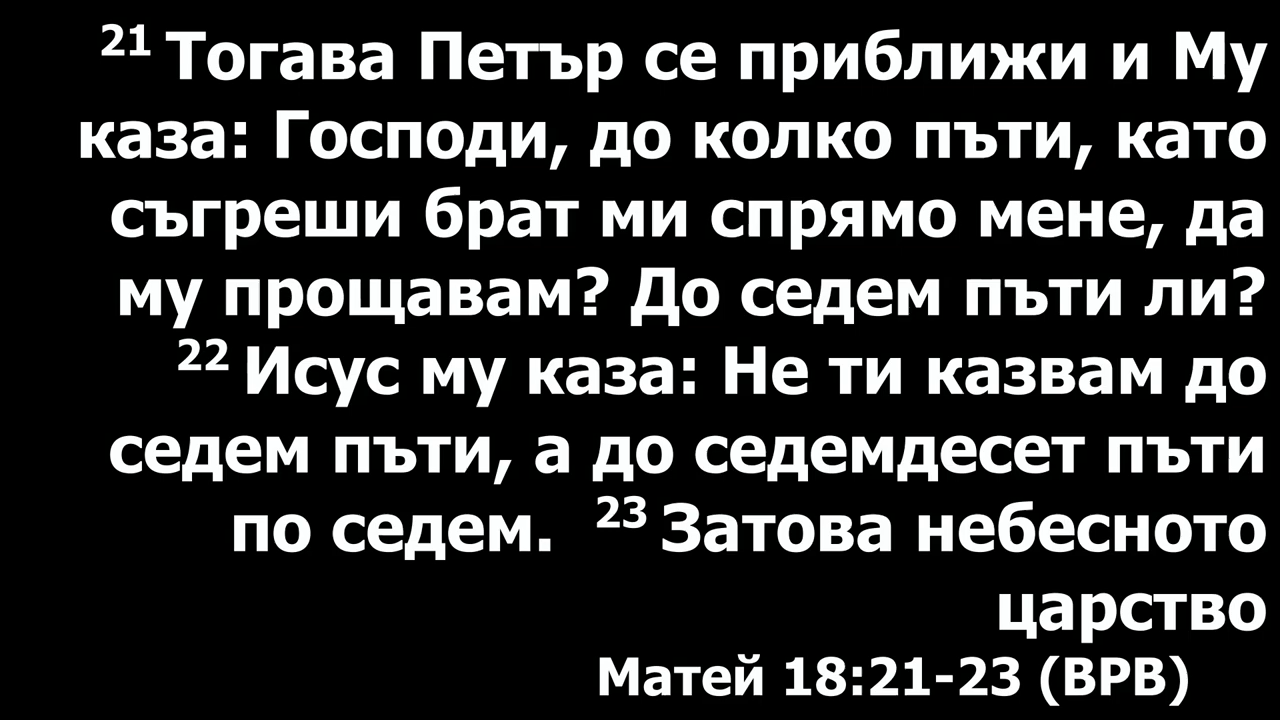 21 Тогава Петър се приближи и Му
каза: Господи, до колко пъти, като
съгреши брат ми спрямо мене, да
му прощавам? До седем пъти ли?
22 Исус му каза: Не ти казвам до
седем пъти, а до седемдесет пъти
по седем. 23 Затова небесното
царство
Матей 18:21-23 (ВРВ)